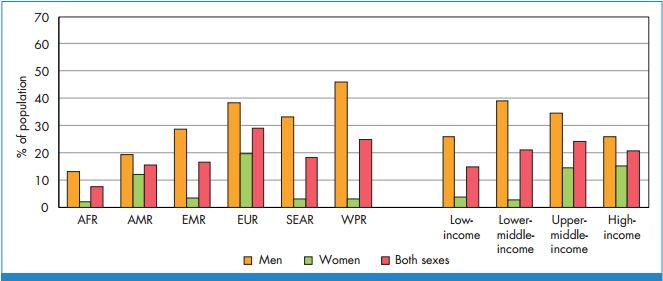 % of population
70
60
50
40
30
20
10
0
AFR AMR EMR EUR SEAR WPR Low- Lower- Upper- High-
income middle- middle- income
income income
Men Women Both sexes